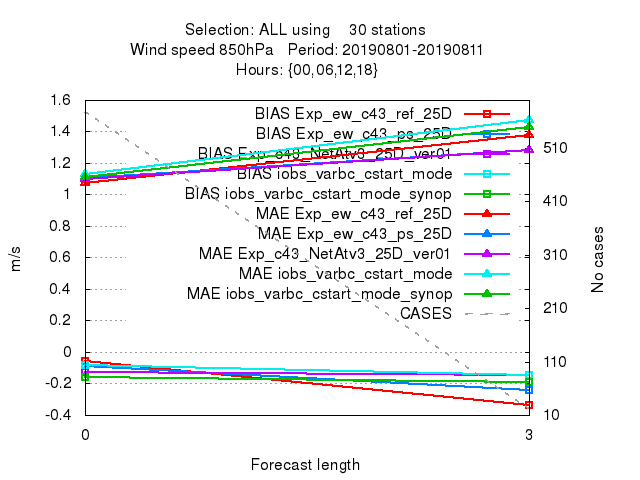 Selection: ALL using 30 stations
Wind speed 850hPa Period: 20190801-20190811
Hours: {00,06,12,18}
1.6
1.4
1.2
1
0.8
0.6
0.4
0.2
0
-0.2
-0.4
m/s
BIAS Exp_ew_c43_ref_25D
BIAS Exp_ew_c43_ps_25D
BIAS Exp_c43_NetAtv3_25D_ver01
BIAS iobs_varbc_cstart_mode
BIAS iobs_varbc_cstart_mode_synop
MAE Exp_ew_c43_ref_25D
MAE Exp_ew_c43_ps_25D
MAE Exp_c43_NetAtv3_25D_ver01
MAE iobs_varbc_cstart_mode
MAE iobs_varbc_cstart_mode_synop
CASES
510
410
310
210
110
10
No cases
0
3
Forecast length